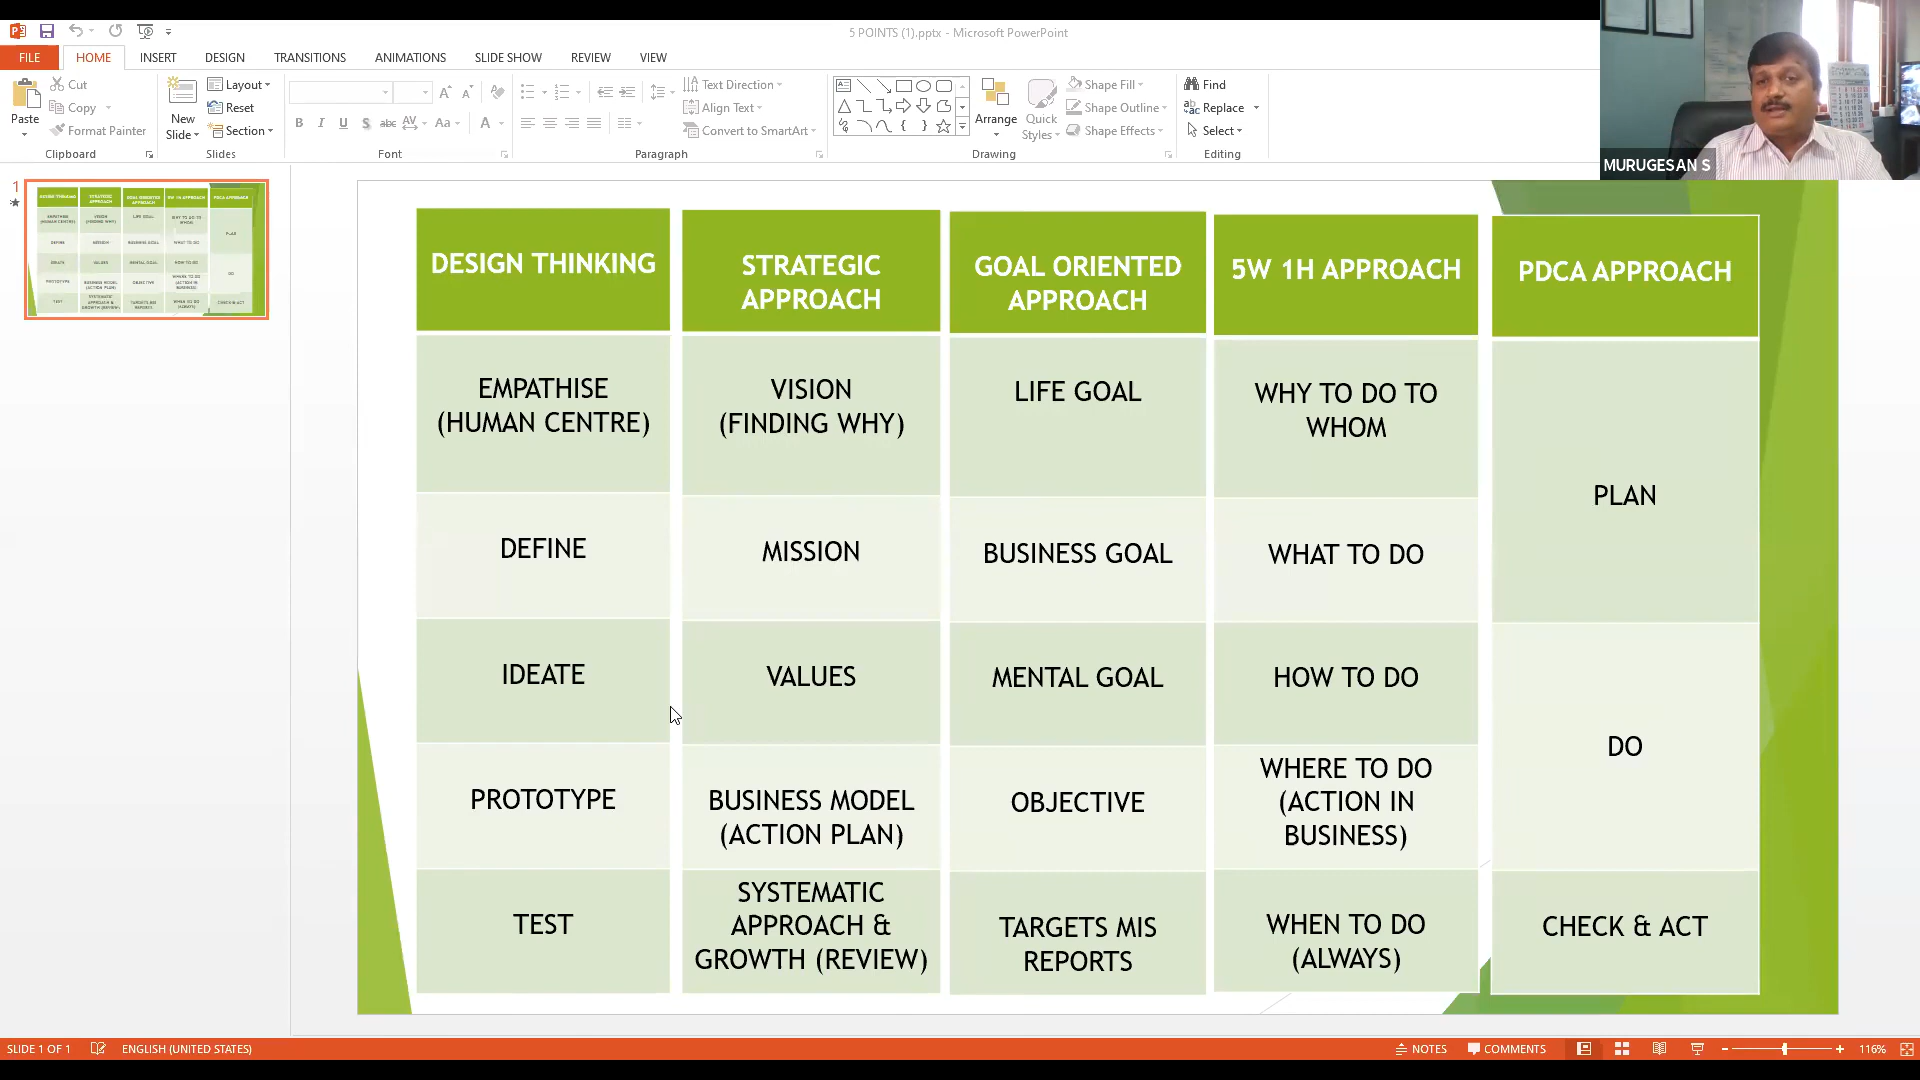 5 POINTS (1).pptx - Microsoft PowerPoint
FILE HOME INSERT DESIGN TRANSITIONS ANIMATIONS SLIDE SHOW REVIEW VIEW
Paste
Cut
Copy
Format Painter
Clipboard
New
Slide
Layout
Reset
Section
Slides
B I U S abc AV Aa A
Font
Text Direction
Align Text
Convert to SmartArt
Paragraph
Arrange
Quick
Styles
Shape Fill
Shape Outline
Shape Effects
Drawing
Find
Replace
Select
Editing
MURUGESAN S
1
DESIGN THINKING
EMPATHISE
(HUMAN CENTRE)
DEFINE
IDEATE
PROTOTYPE
TEST
STRATEGIC
APPROACH
VISION
(FINDING WHY)
MISSION
VALUES
BUSINESS MODEL
(ACTION PLAN)
SYSTEMATIC
APPROACH &
GROWTH (REVIEW)
GOAL ORIENTED
APPROACH
LIFE GOAL
BUSINESS GOAL
MENTAL GOAL
OBJECTIVE
TARGETS MIS
REPORTS
5W 1H APPROACH
WHY TO DO TO
WHOM
WHAT TO DO
HOW TO DO
WHERE TO DO
(ACTION IN
BUSINESS)
WHEN TO DO
(ALWAYS)
PDCA APPROACH
PLAN
DO
CHECK & ACT
SLIDE 1 OF 1 ENGLISH (UNITED STATES) NOTES COMMENTS 116%